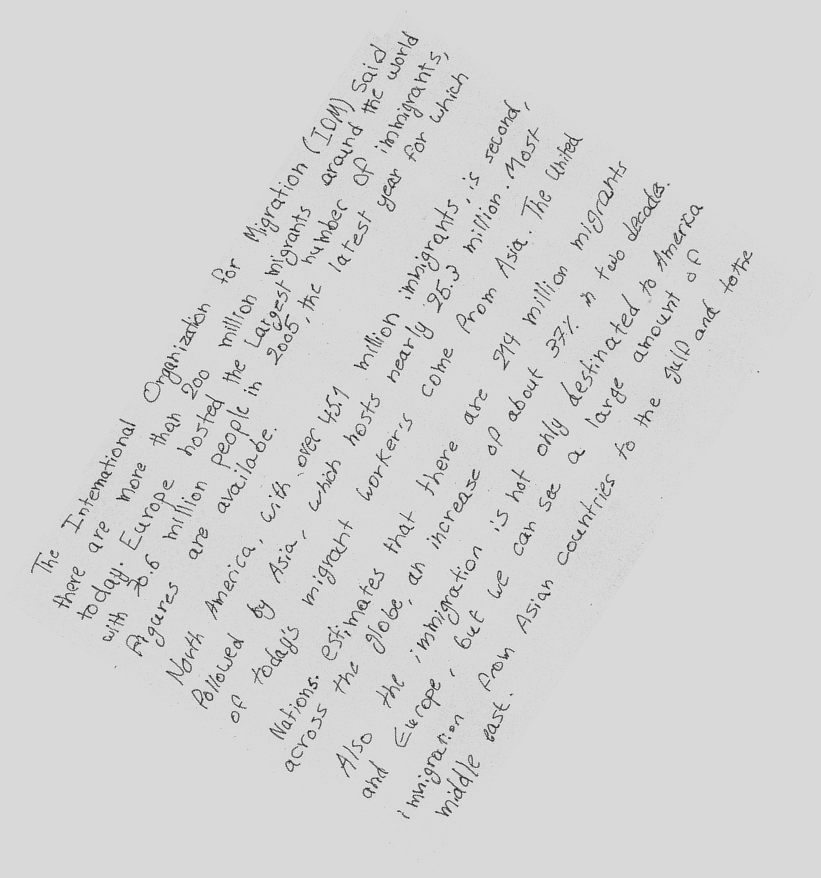 The International Organization for Migration (IOM) said
there are more than 200 million migrants around the world
today. Europe hosted the Largest number of immigrants,
with 70.6 million people in 2005, the latest year for which
figures are availabe.
North America, with over 45.1 million immigrants, is second,
followed by Asia, which hosts nearly 25.3 million. Most
of today's migrant workers come from Asia. The United
Nations. estimates that there are 214 million migrants
across the globe, an increase of about 37% in two decades.
Also the immigration is not only destinated to America
and Europe, but we can see a large amount of
immigration from Asian countries to the gulf and to the
middle east.